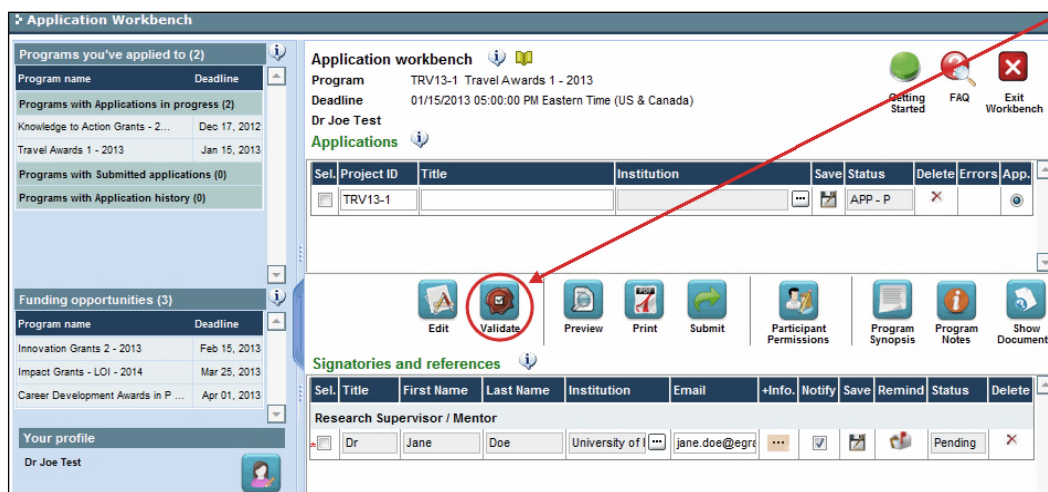 Application Workbench
Programs you've applied to (2)
Program name Deadline
Programs with Applications in progress (2)
Knowledge to Action Grants - 2... Dec 17, 2012
Travel Awards 1 - 2013 Jan 15, 2013
Programs with Submitted applications (0)
Programs with Application history (0)
Funding opportunities (3)
Program name Deadline
Innovation Grants 2 - 2013 Feb 15, 2013
Impact Grants - LOI - 2014 Mar 25, 2013
Career Development Awards in P ... Apr 01, 2013
Your profile
Dr Joe Test
Application workbench
Program TRV13-1 Travel Awards 1 - 2013
Deadline 01/15/2013 05:00:00 PM Eastern Time (US & Canada)
Dr Joe Test
Getting Started
FAQ
Exit Workbench
Applications
Sel. Project ID Title Institution Save Status Delete Errors App.
TRV13-1 ... APP - P
Edit
Validate
Preview
PDF
Print
Submit
Participant Permissions
Program Synopsis
Program Notes
Show Document
Signatories and references
Sel. Title First Name Last Name Institution Email +Info. Notify Save Remind Status Delete
Research Supervisor / Mentor
Dr Jane Doe University of ... jane.doe@egra ... Pending